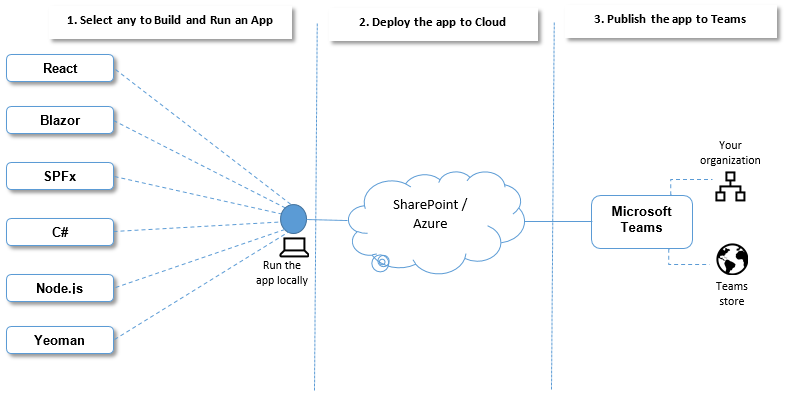 1. Select any to Build and Run an App
2. Deploy the app to Cloud
3. Publish the app to Teams
React
Blazor
SPFx
C#
Node.js
Yeoman
Run the
app locally
SharePoint /
Azure
Microsoft
Teams
Your
organization
Teams
store